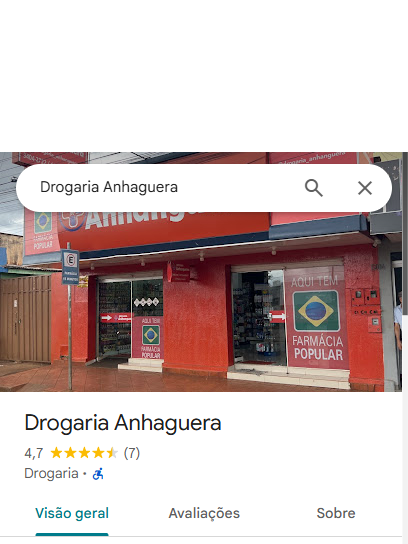 Drogaria Anhaguera
FARMÁCIA
POPULAR
E
AQUI TEM
FARMÁCIA
POPULAR
AQUI TEM
FARMÁCIA
POPULAR
Drogaria Anhaguera
4,7 (7)
Drogaria ·
Visão geral
Avaliações
Sobre